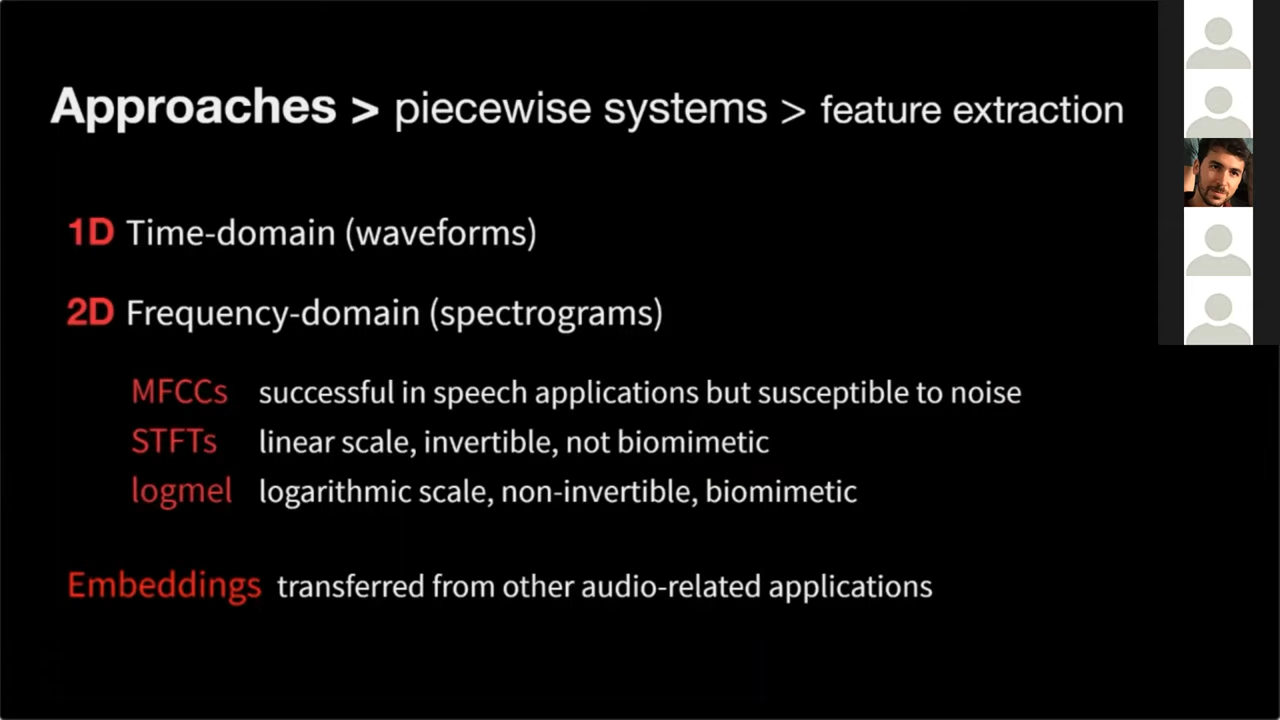 Approaches > piecewise systems > feature extraction
1D Time-domain (waveforms)
2D Frequency-domain (spectrograms)
MFCCs successful in speech applications but susceptible to noise
STFTs linear scale, invertible, not biomimetic
logmel logarithmic scale, non-invertible, biomimetic
Embeddings transferred from other audio-related applications